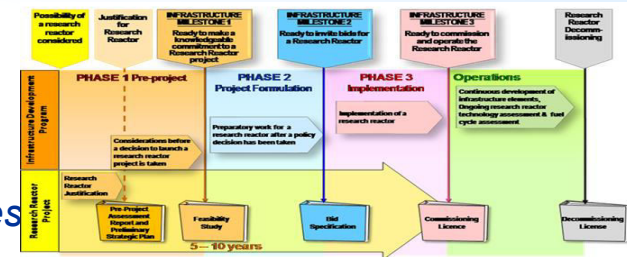 Possibility of
a research
reactor
considered
Justification
for
Research
Reactor
INFRASTRUCTURE
MILESTONE 1
Ready to make a
knowledgeable
commitment to a
Research Reactor
project
INFRASTRUCTURE
MILESTONE 2
Ready to invite bids for
a Research Reactor
INFRASTRUCTURE
MILESTONE 3
Ready to commission
and operate the
Research Reactor
Research
Reactor
Decomm-
issioning
Infrastructure Development
Program
PHASE 1 Pre-project
PHASE 2
Project Formulation
PHASE 3
Implementation
Operations
Considerations before
a decision to launch a
research reactor
project is taken
Preparatory work for a
research reactor after a policy
decision has been taken
Implementation of a
research reactor
Continuous development of
infrastructure elements,
Ongoing research reactor
technology assessment & fuel
cycle assessment
es
Research Reactor
Project
Research
Reactor
Justification
Pre-Project
Assessment
Report and
Preliminary
Strategic Plan
Feasibility
Study
Bid
Specification
Commissioning
Licence
Decommissioning
License
5 – 10 years